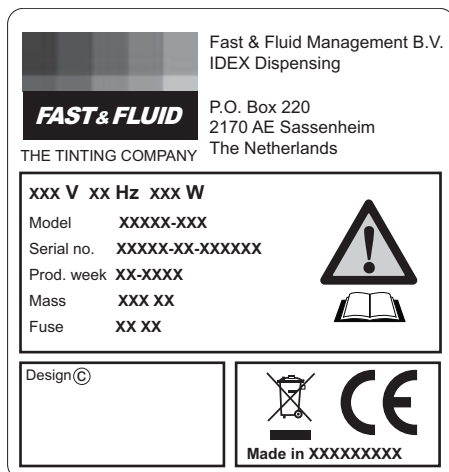 Fast & Fluid Management B.V.
IDEX Dispensing
FAST & FLUID
THE TINTING COMPANY
P.O. Box 220
2170 AE Sassenheim
The Netherlands
xxx V xx Hz xxx W
Model XXXXX-XXX
Serial no. XXXXX-XX-XXXXXX
Prod. week XX-XXXX
Mass XXX XX
Fuse XX XX
Design ©
CE
Made in XXXXXXXXX